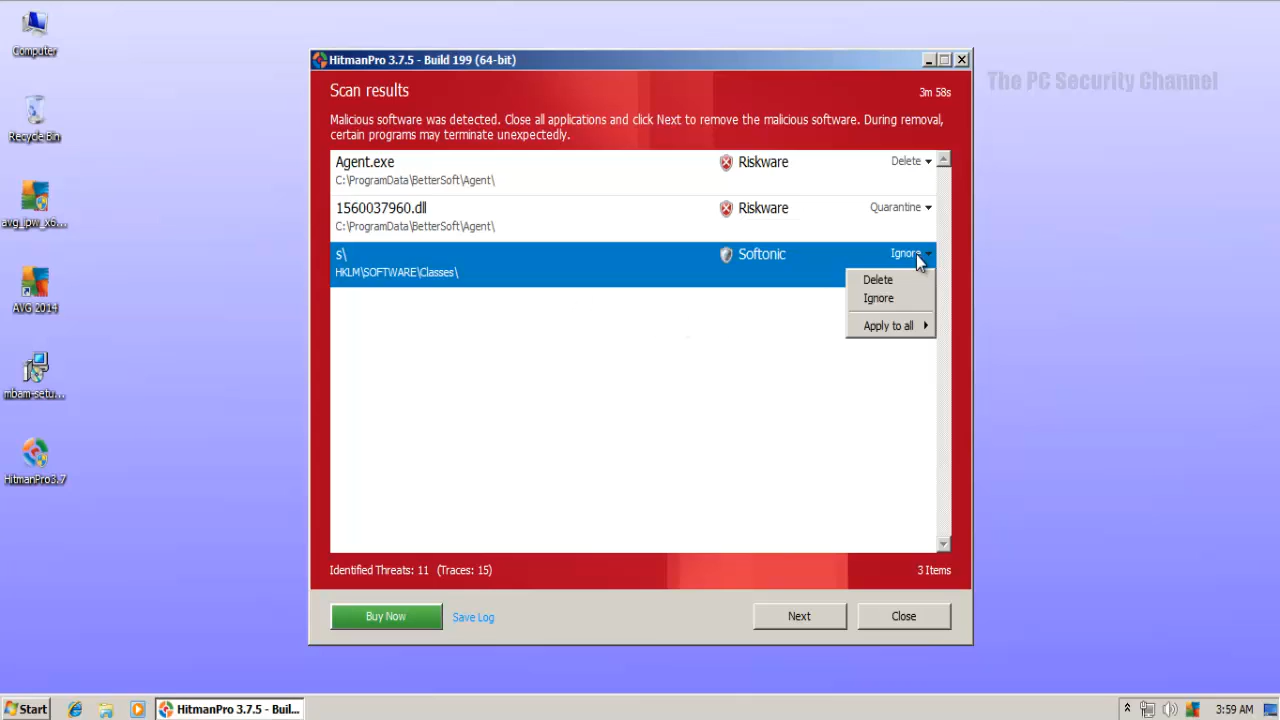 Computer
Recycle Bin
avg_ipw_x6...
AVG 2014
mbam-setu...
HitmanPro3.7
The PC Security Channel
HitmanPro 3.7.5 - Build 199 (64-bit)
Scan results
3m 58s
Malicious software was detected. Close all applications and click Next to remove the malicious software. During removal,
certain programs may terminate unexpectedly.
Agent.exe Riskware Delete
C:\ProgramData\BetterSoft\Agent\
1560037960.dll Riskware Quarantine
C:\ProgramData\BetterSoft\Agent\
s\ Softonic Ignore
HKLM\SOFTWARE\Classes\
Delete
Ignore
Apply to all
Identified Threats: 11 (Traces: 15) 3 Items
Buy Now Save Log Next Close
Start HitmanPro 3.7.5 - Buil... 3:59 AM